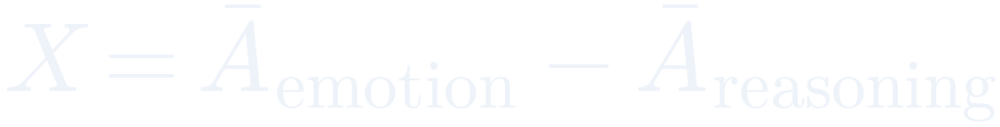 X = Ā_emotion − Ā_reasoning